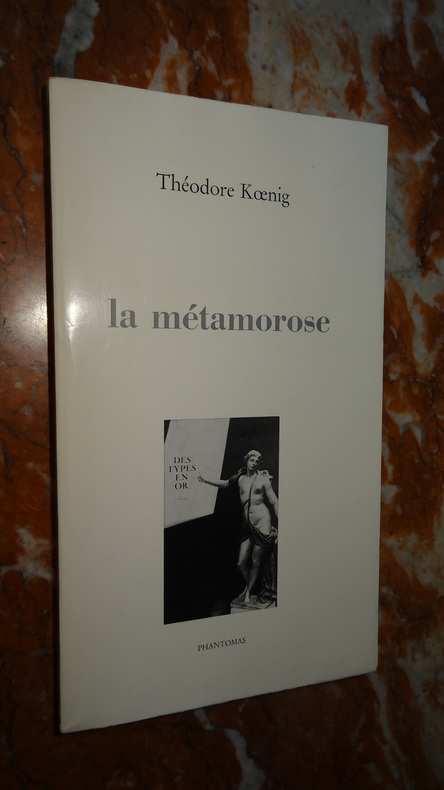 Théodore Kœnig
la métamorose
DES
TYPES
EN
OR
PHANTOMAS